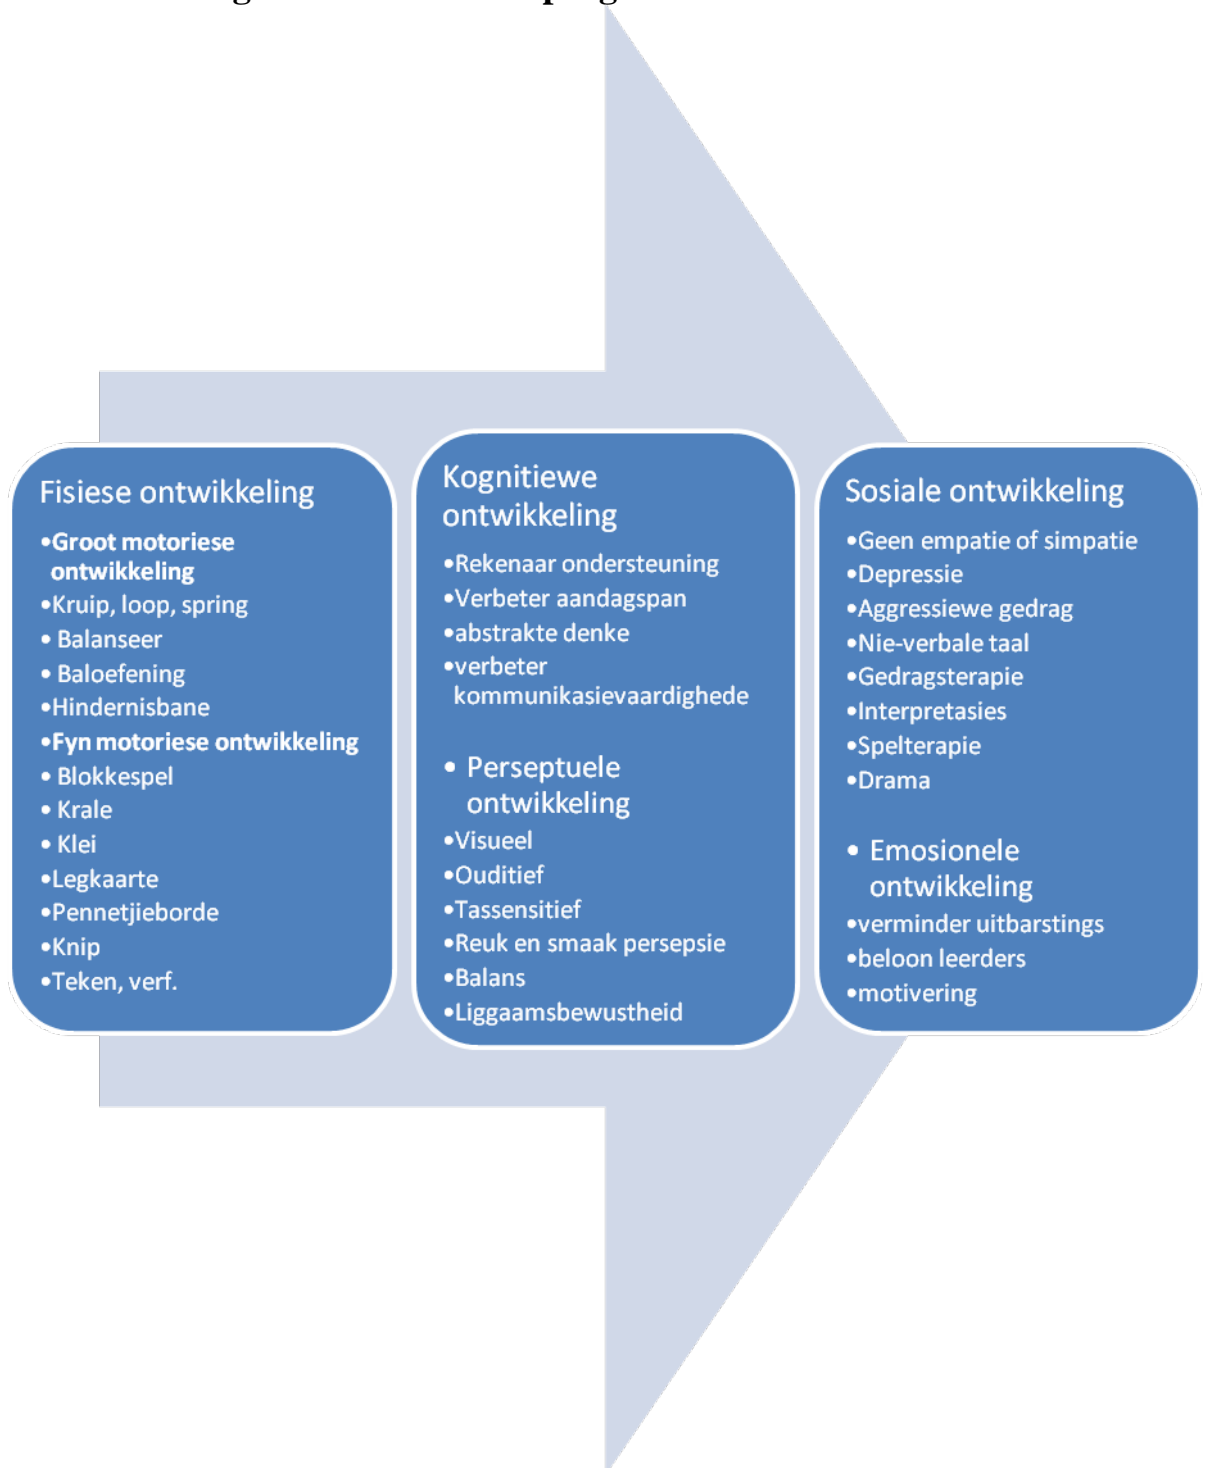 Fisiese ontwikkeling
•Groot motoriese
ontwikkeling
•Kruip, loop, spring
• Balanseer
• Baloefening
•Hindernisbane
•Fyn motoriese ontwikkeling
• Blokkespel
• Krale
• Klei
•Legkaarte
•Pennetjieborde
•Knip
•Teken, verf.
Kognitiewe
ontwikkeling
•Rekenaar ondersteuning
•Verbeter aandagspan
•abstrakte denke
•verbeter
kommunikasievaardighede
• Perseptuele
ontwikkeling
•Visueel
•Ouditief
•Tassensitief
•Reuk en smaak persepsie
•Balans
•Liggaamsbewustheid
Sosiale ontwikkeling
•Geen empatie of simpatie
•Depressie
•Aggressiewe gedrag
•Nie-verbale taal
•Gedragsterapie
•Interpretasies
•Spelterapie
•Drama
• Emosionele
ontwikkeling
•verminder uitbarstings
•beloon leerders
•motivering